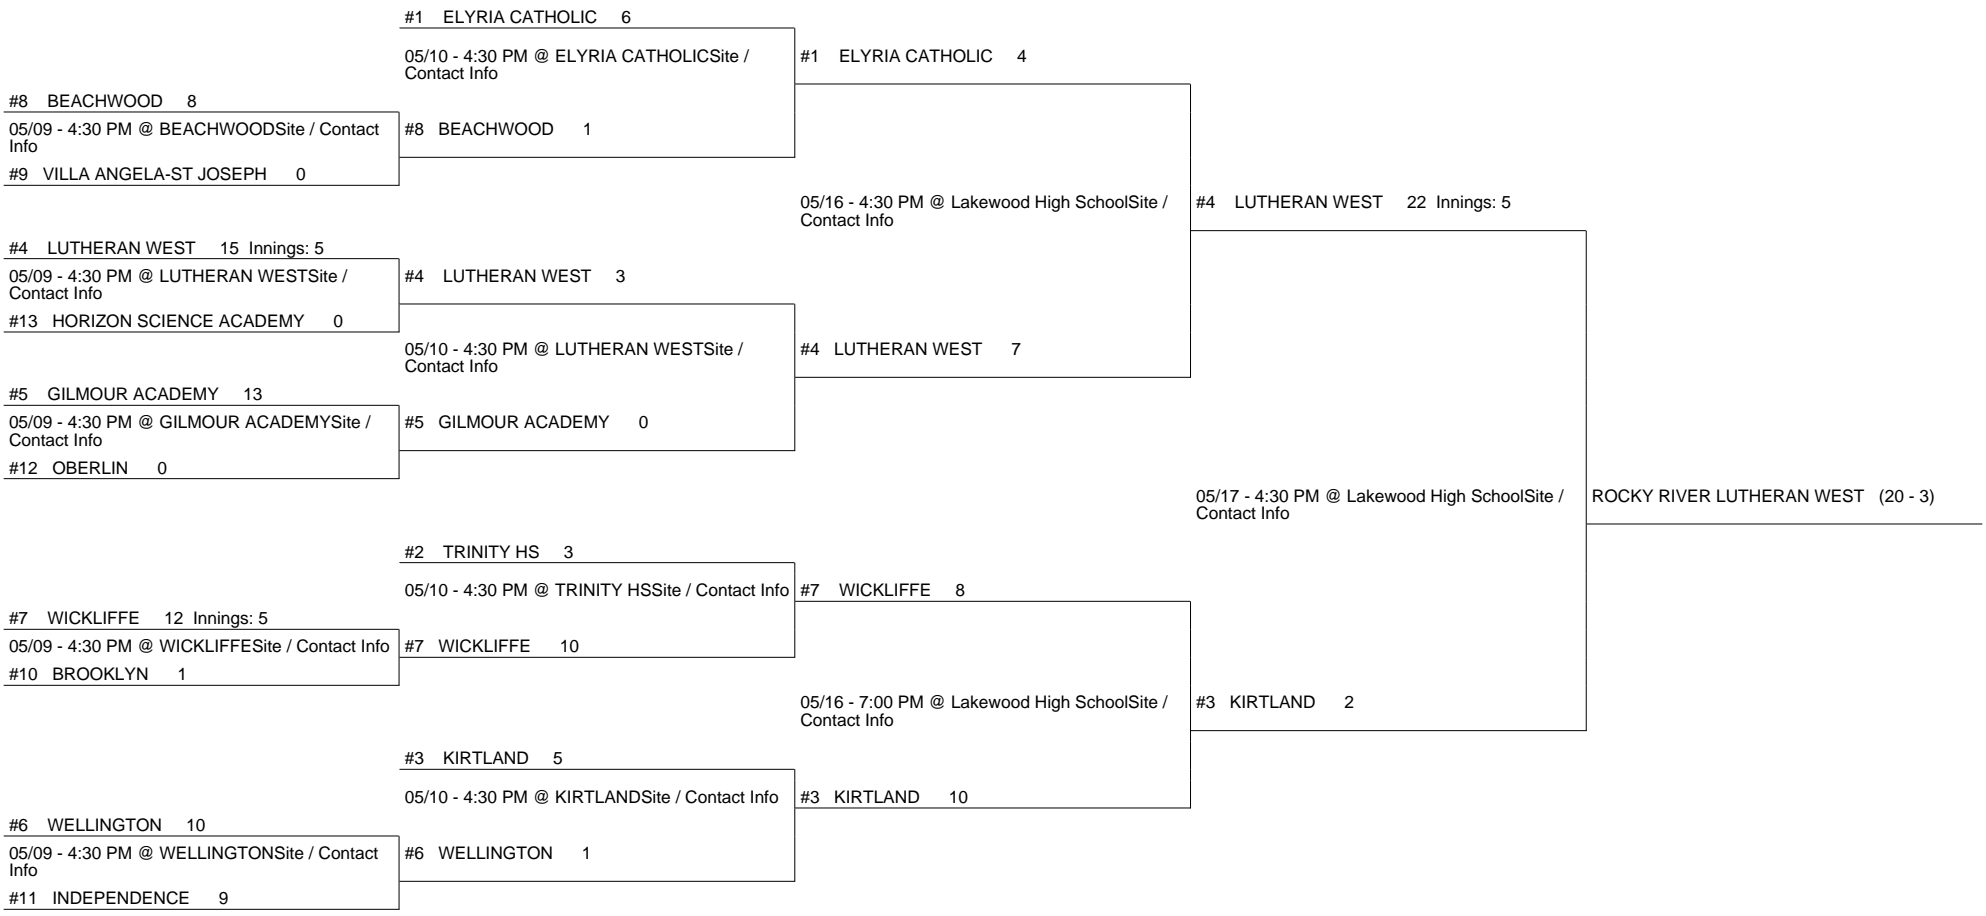 #1 ELYRIA CATHOLIC 6
05/10 - 4:30 PM @ ELYRIA CATHOLICSite /
Contact Info
#8 BEACHWOOD 8
05/09 - 4:30 PM @ BEACHWOODSite / Contact
Info
#9 VILLA ANGELA-ST JOSEPH 0
#8 BEACHWOOD 1
#1 ELYRIA CATHOLIC 4
05/16 - 4:30 PM @ Lakewood High SchoolSite /
Contact Info
#4 LUTHERAN WEST 15 Innings: 5
05/09 - 4:30 PM @ LUTHERAN WESTSite /
Contact Info
#13 HORIZON SCIENCE ACADEMY 0
#4 LUTHERAN WEST 3
05/10 - 4:30 PM @ LUTHERAN WESTSite /
Contact Info
#5 GILMOUR ACADEMY 13
05/09 - 4:30 PM @ GILMOUR ACADEMYSite /
Contact Info
#12 OBERLIN 0
#5 GILMOUR ACADEMY 0
#4 LUTHERAN WEST 7
#4 LUTHERAN WEST 22 Innings: 5
05/17 - 4:30 PM @ Lakewood High SchoolSite /
Contact Info
ROCKY RIVER LUTHERAN WEST (20 - 3)
#2 TRINITY HS 3
05/10 - 4:30 PM @ TRINITY HSSite / Contact Info
#7 WICKLIFFE 12 Innings: 5
05/09 - 4:30 PM @ WICKLIFFESite / Contact Info
#10 BROOKLYN 1
#7 WICKLIFFE 10
#7 WICKLIFFE 8
05/16 - 7:00 PM @ Lakewood High SchoolSite /
Contact Info
#3 KIRTLAND 2
#3 KIRTLAND 5
05/10 - 4:30 PM @ KIRTLANDSite / Contact Info
#3 KIRTLAND 10
#6 WELLINGTON 10
05/09 - 4:30 PM @ WELLINGTONSite / Contact
Info
#11 INDEPENDENCE 9
#6 WELLINGTON 1